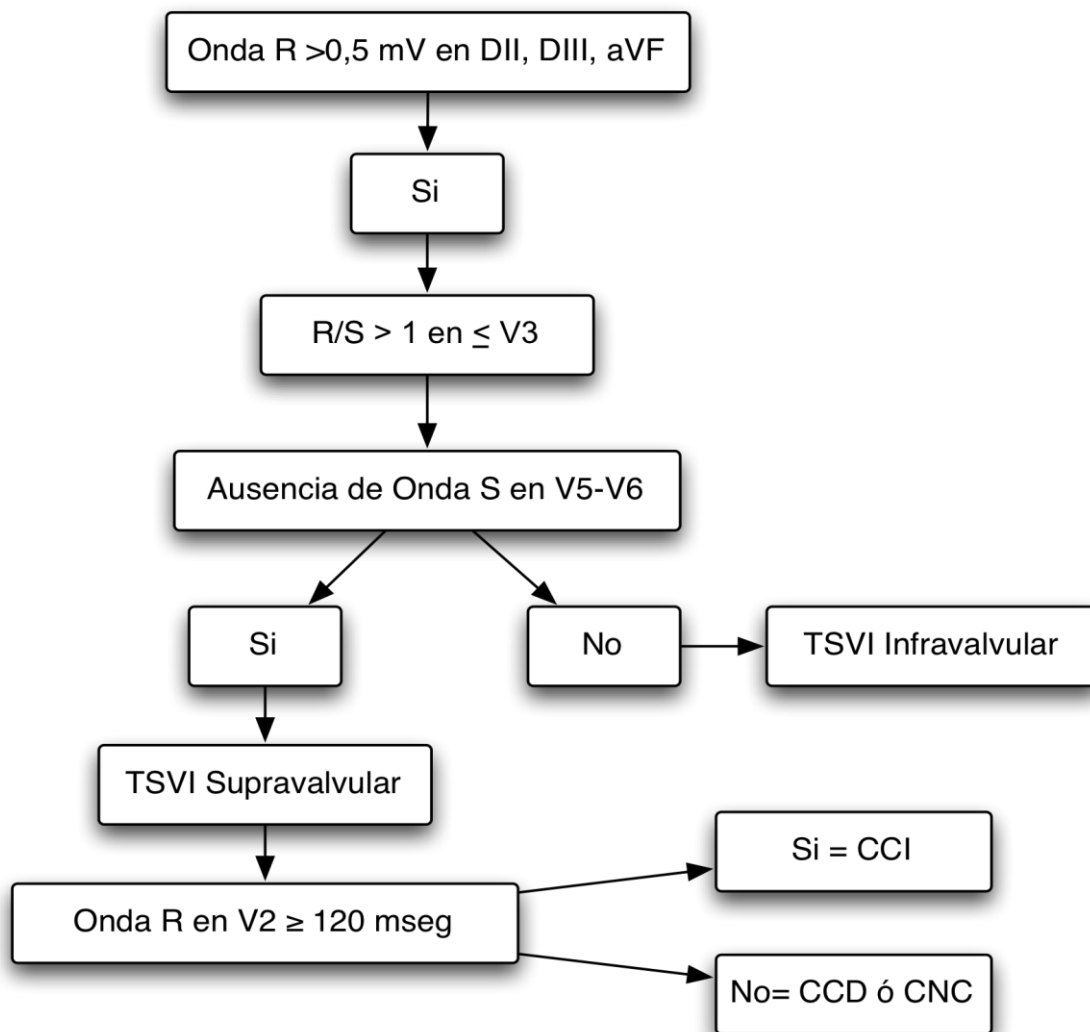 Onda R >0,5 mV en DII, DIII, aVF
Si
R/S > 1 en ≤ V3
Ausencia de Onda S en V5-V6
Si
No
TSVI Infravalvular
TSVI Supravalvular
Si = CCI
Onda R en V2 ≥ 120 mseg
No= CCD ó CNC